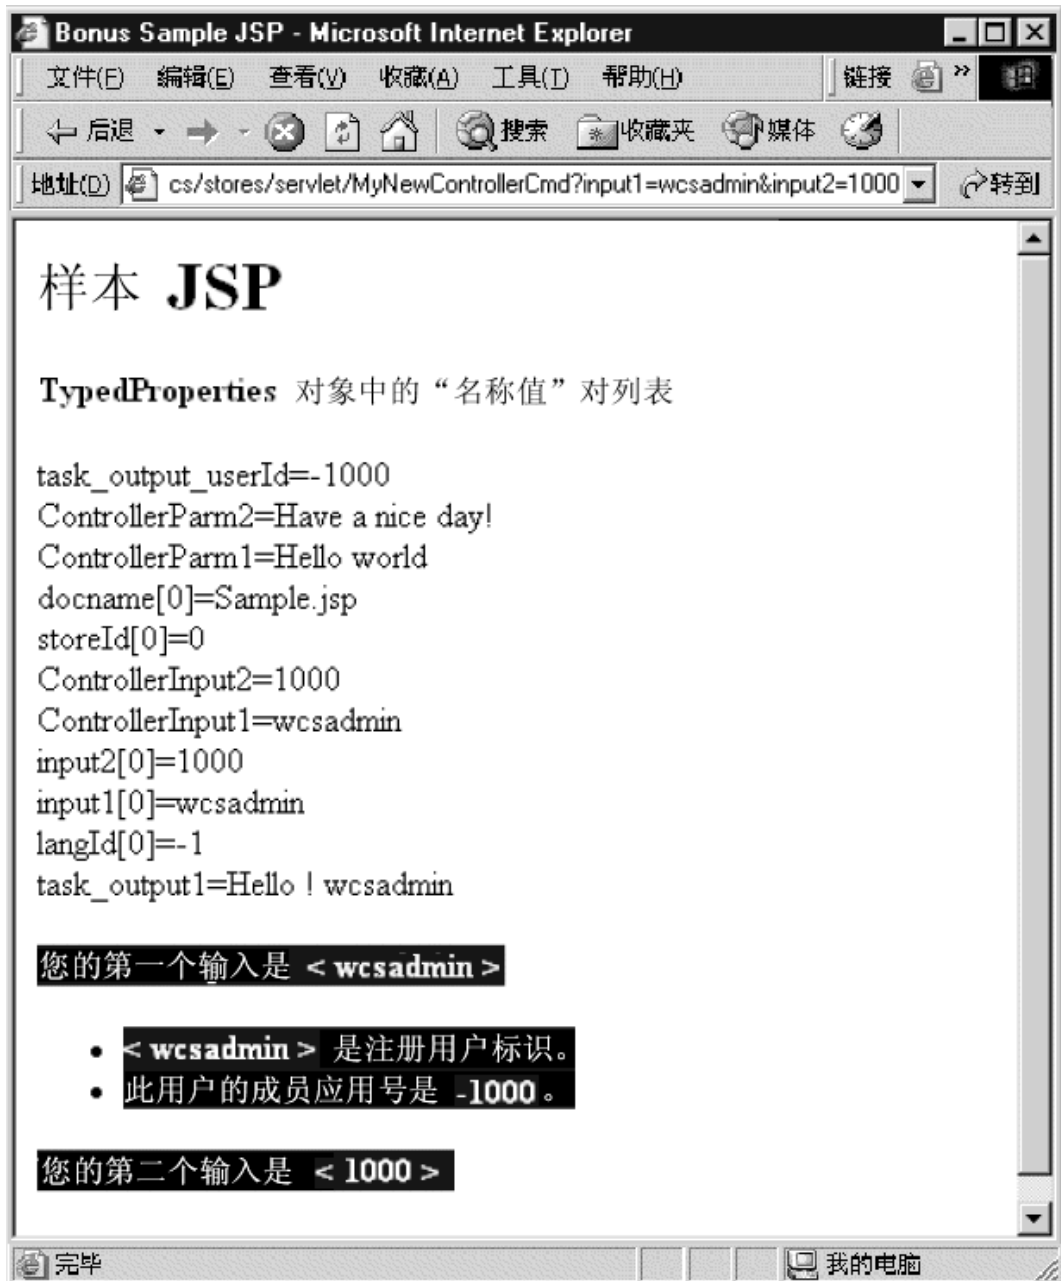 Bonus Sample JSP - Microsoft Internet Explorer
文件(F) 编辑(E) 查看(V) 收藏(A) 工具(T) 帮助(H) 链接 »
后退 搜索 收藏夹 媒体
地址(D) cs/stores/servlet/MyNewControllerCmd?input1=wcsadmin&input2=1000 转到
样本 JSP
TypedProperties 对象中的“名称值”对列表
task_output_userId=-1000
ControllerParm2=Have a nice day!
ControllerParm1=Hello world
docname[0]=Sample.jsp
storeId[0]=0
ControllerInput2=1000
ControllerInput1=wcsadmin
input2[0]=1000
input1[0]=wcsadmin
langId[0]=-1
task_output1=Hello ! wcsadmin
您的第一个输入是 < wcsadmin >
• < wcsadmin > 是注册用户标识。
• 此用户的成员应用号是 -1000。
您的第二个输入是 < 1000 >
完毕 我的电脑